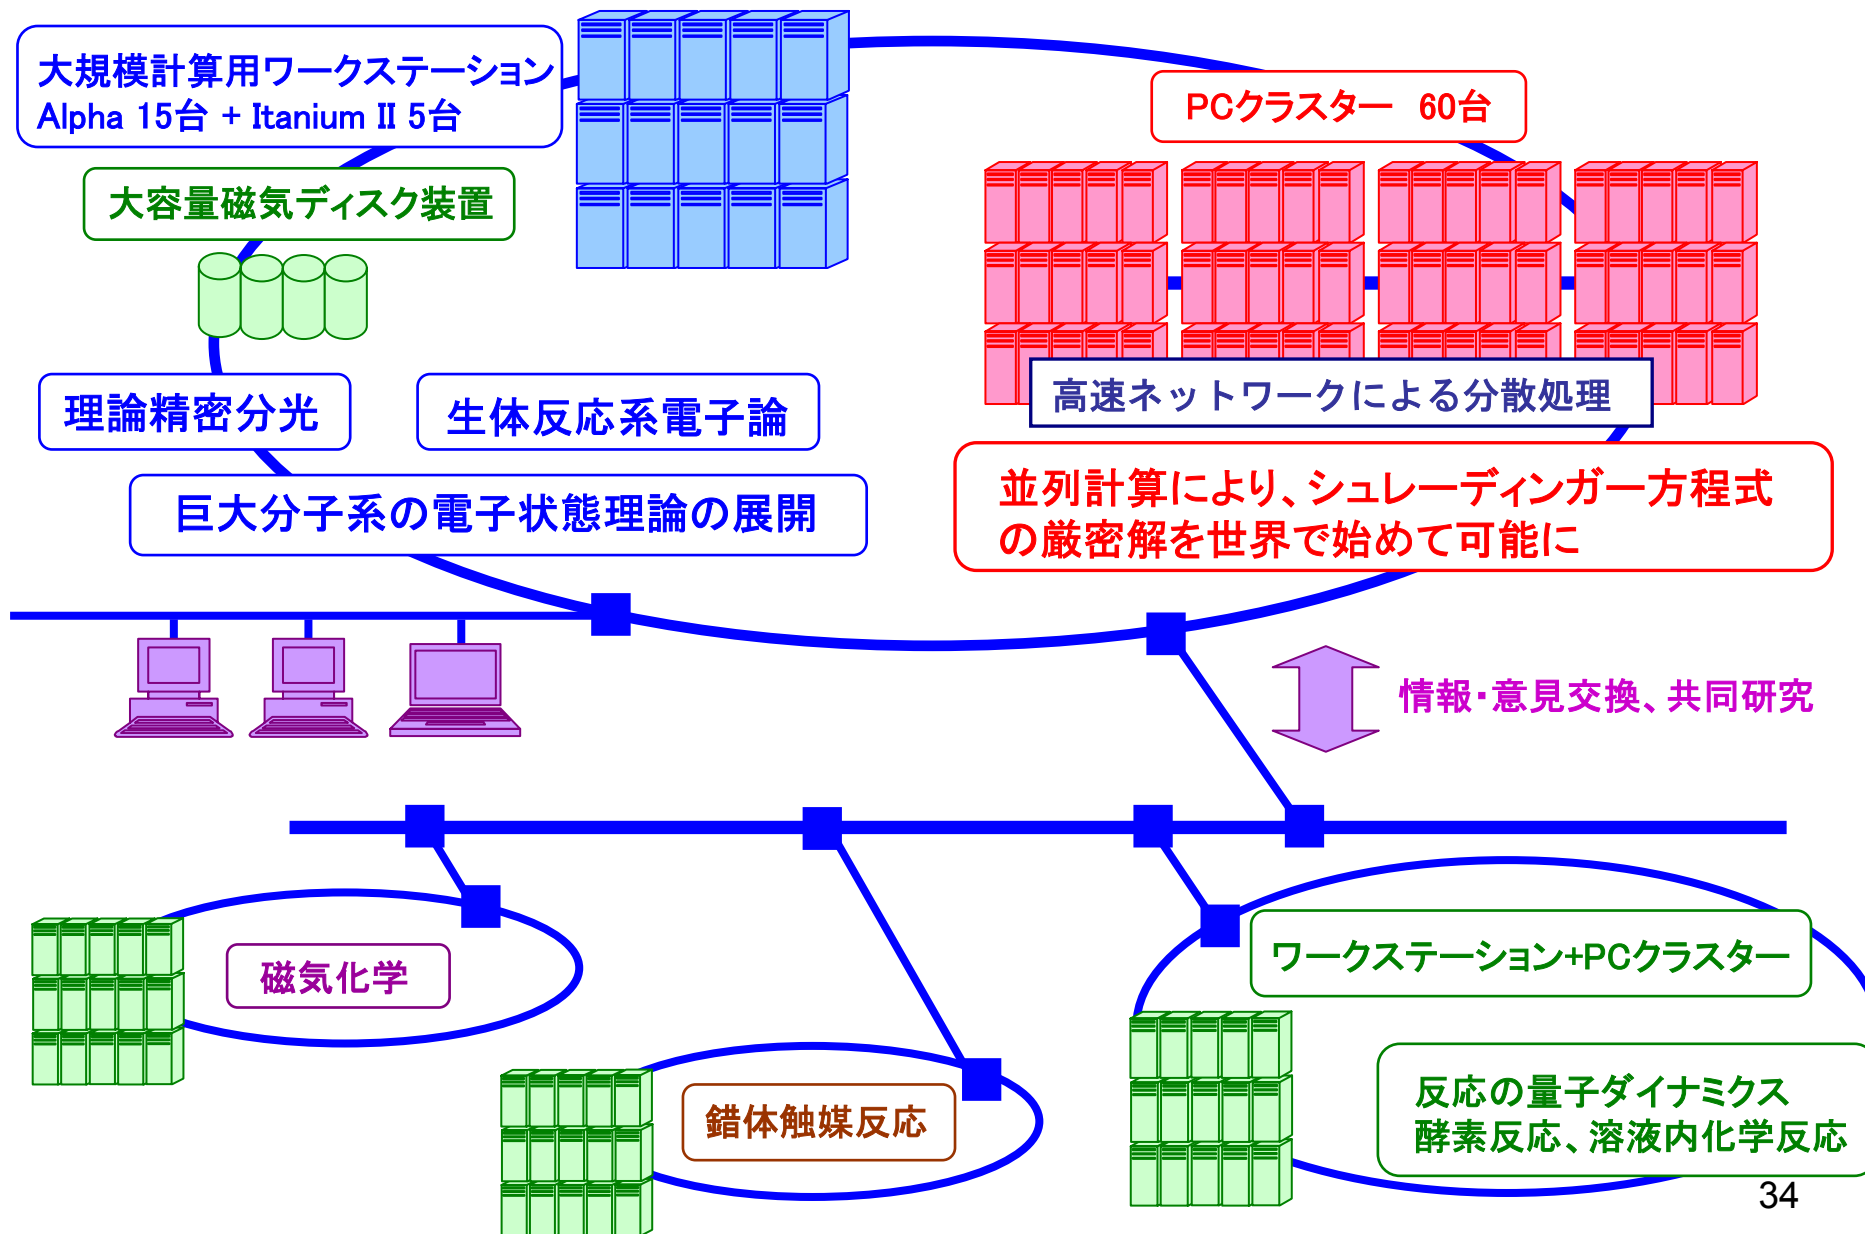 大規模計算用ワークステーション
Alpha 15台 + Itanium II 5台
PCクラスター　60台
大容量磁気ディスク装置
理論精密分光
生体反応系電子論
高速ネットワークによる分散処理
巨大分子系の電子状態理論の展開
並列計算により、シュレーディンガー方程式
の厳密解を世界で始めて可能に
情報・意見交換、共同研究
磁気化学
ワークステーション+PCクラスター
錯体触媒反応
反応の量子ダイナミクス
酵素反応、溶液内化学反応
34